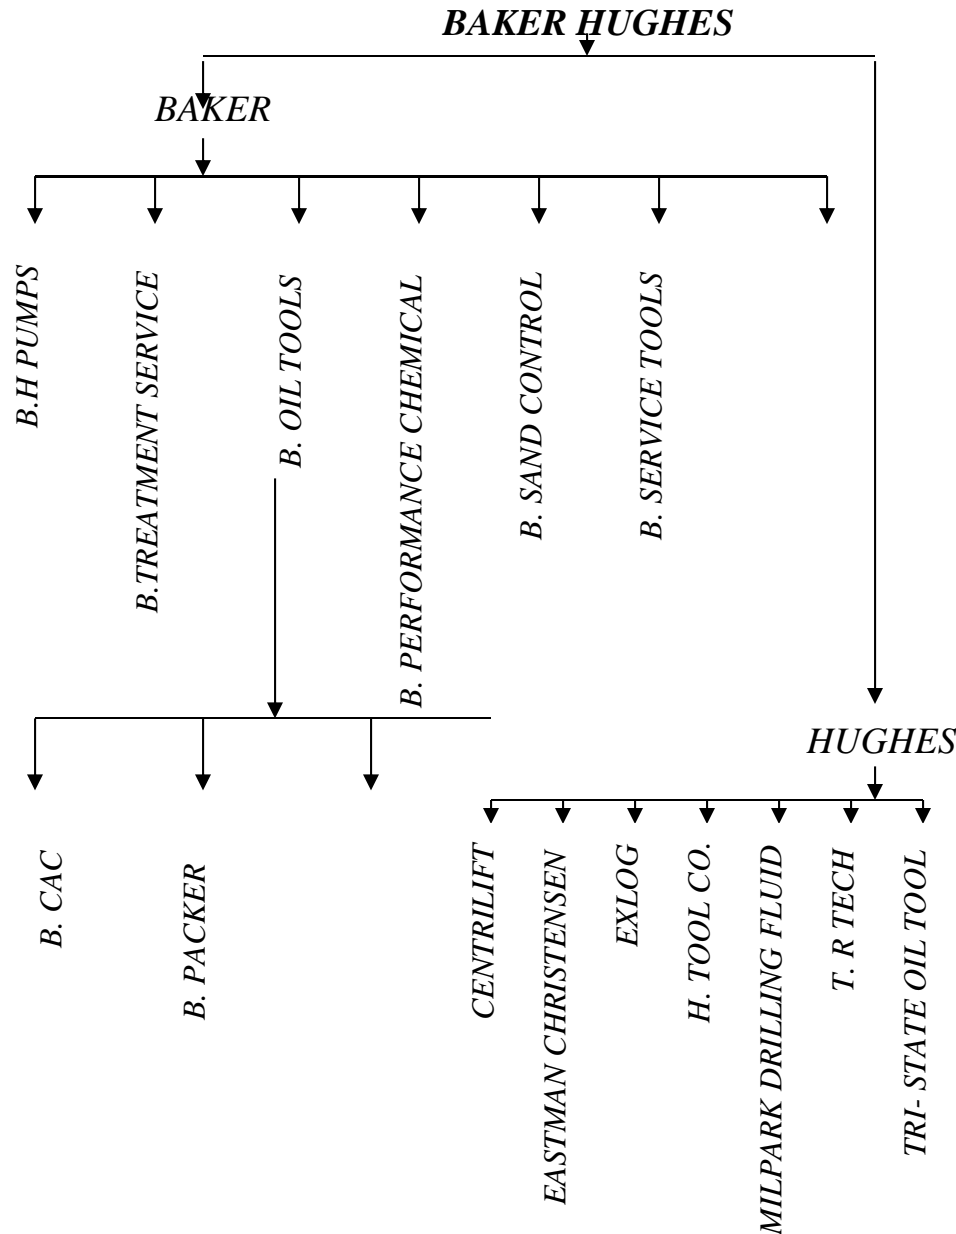 BAKER HUGHES
BAKER
B.H PUMPS
B.TREATMENT SERVICE
B. OIL TOOLS
B. PERFORMANCE CHEMICAL
B. SAND CONTROL
B. SERVICE TOOLS
HUGHES
B. CAC
B. PACKER
CENTRILIFT
EASTMAN CHRISTENSEN
EXLOG
H. TOOL CO.
MILPARK DRILLING FLUID
T. R TECH
TRI- STATE OIL TOOL